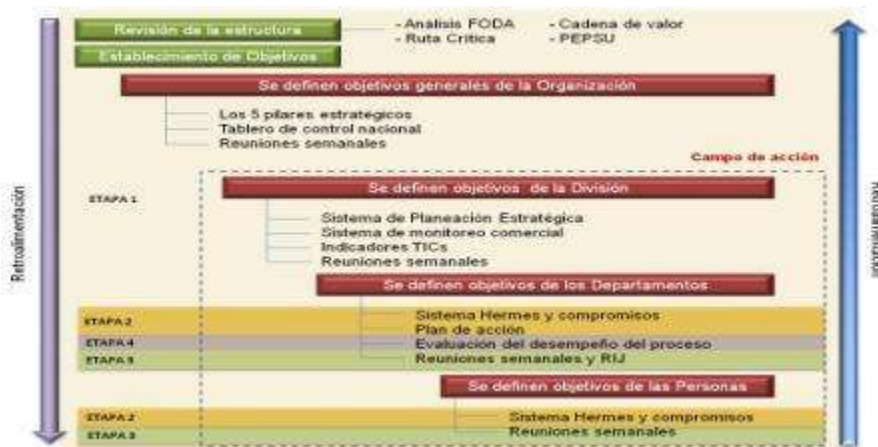 Revisión de la estructura
- Análisis FODA
- Cadena de valor
- Ruta Crítica
- PEPSU
Establecimiento de Objetivos
Se definen objetivos generales de la Organización
Los 5 pilares estratégicos
Tablero de control nacional
Reuniones semanales
Campo de acción
ETAPA 1
Se definen objetivos de la División
Sistema de Planeación Estratégica
Sistema de monitoreo comercial
Indicadores TICs
Reuniones semanales
Se definen objetivos de los Departamentos
ETAPA 2
Sistema Hermes y compromisos
Plan de acción
ETAPA 4
Evaluación del desempeño del proceso
ETAPA 3
Reuniones semanales y RIJ
Se definen objetivos de las Personas
ETAPA 2
Sistema Hermes y compromisos
ETAPA 3
Reuniones semanales
Retroalimentación